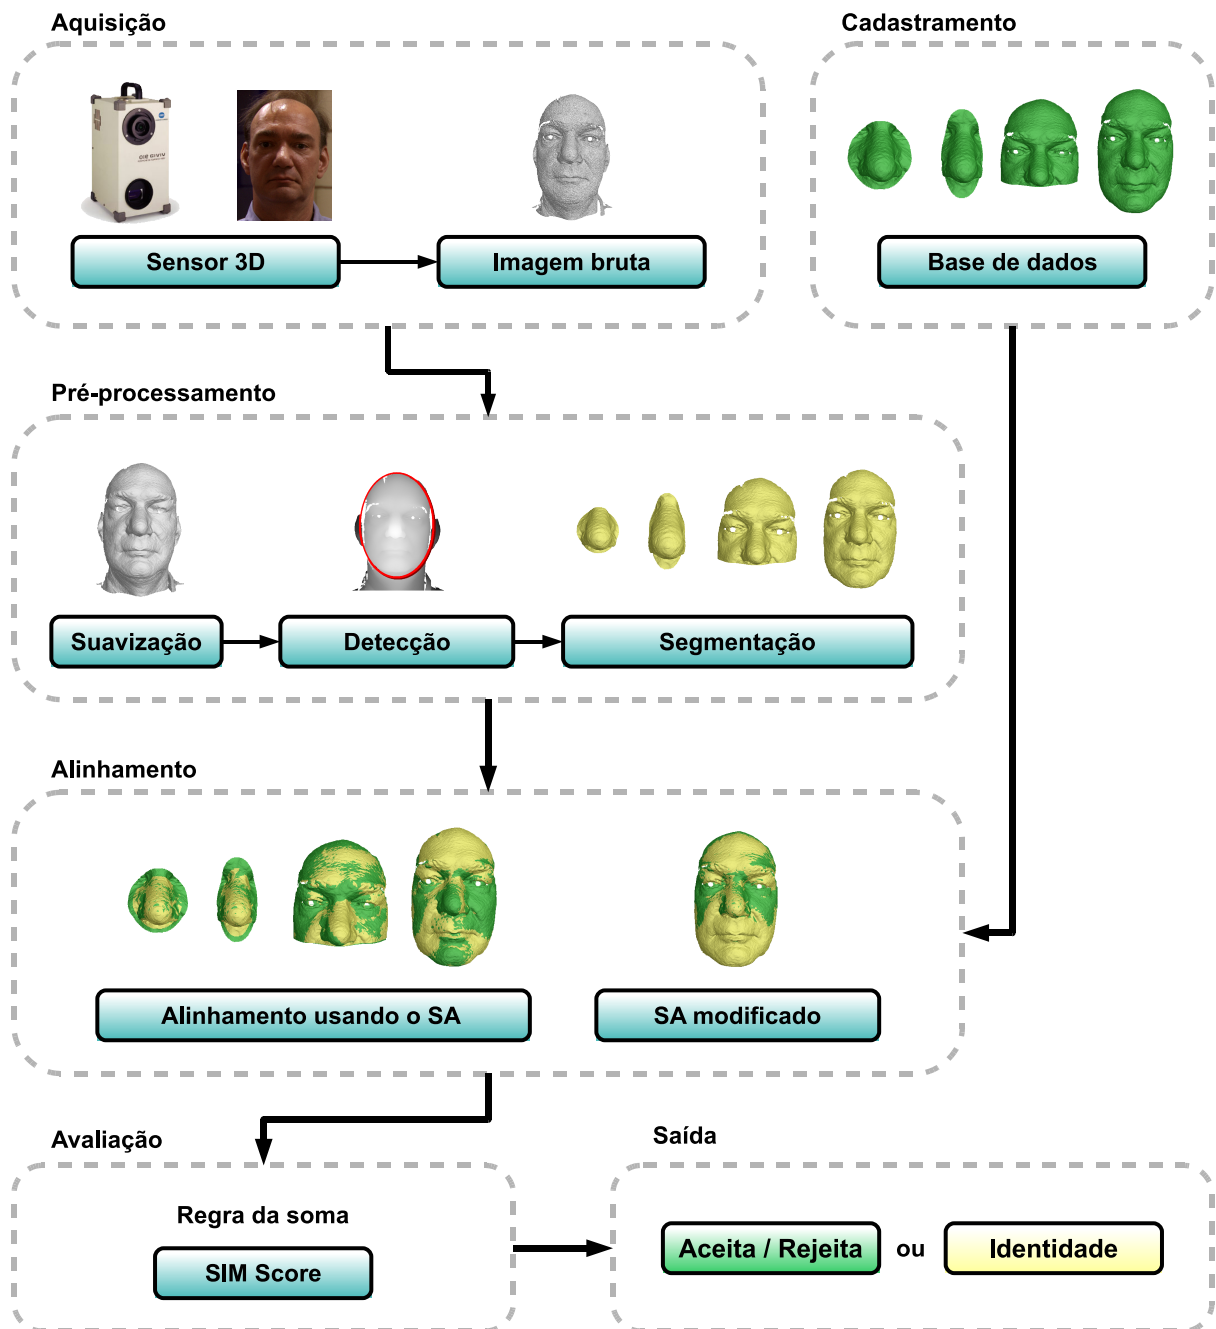 Aquisição
Cadastramento
Sensor 3D
Imagem bruta
Base de dados
Pré-processamento
Suavização
Detecção
Segmentação
Alinhamento
Alinhamento usando o SA
SA modificado
Avaliação
Saída
Regra da soma
SIM Score
Aceita / Rejeita
ou
Identidade